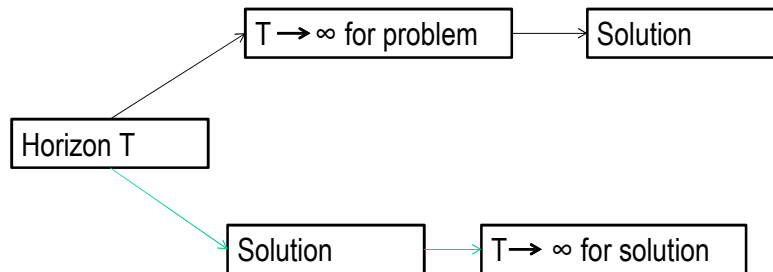 T → ∞ for problem
Solution
Horizon T
Solution
T → ∞ for solution